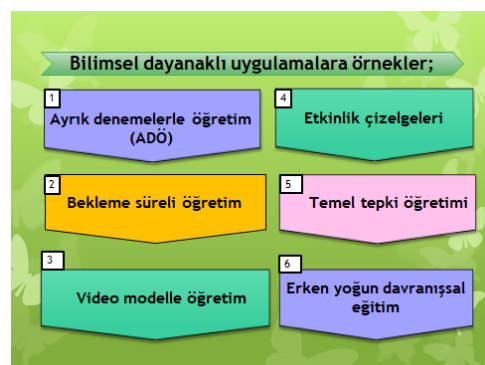 Bilimsel dayanaklı uygulamalara örnekler;
1
Ayrık denemelerle öğretim
(ADÖ)
2
Bekleme süreli öğretim
3
Video modelle öğretim
4
Etkinlik çizelgeleri
5
Temel tepki öğretimi
6
Erken yoğun davranışsal
eğitim